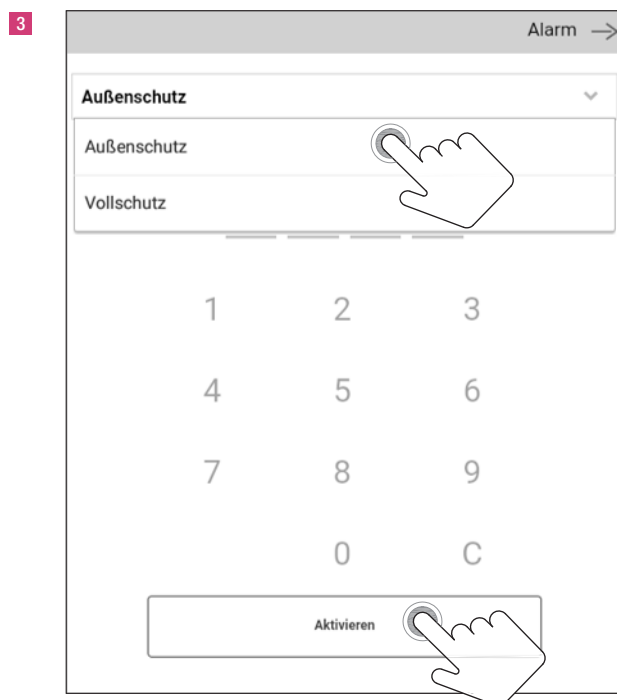 3
Alarm
Außenschutz
Außenschutz
Vollschutz
1 2 3
4 5 6
7 8 9
0 C
Aktivieren